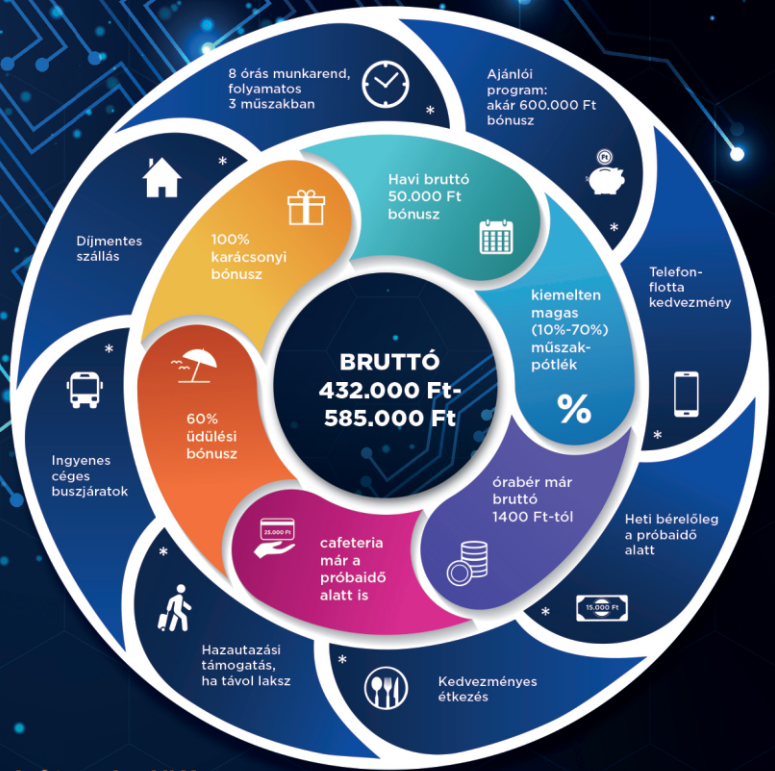 BRUTTÓ
432.000 Ft-
585.000 Ft
Havi bruttó
50.000 Ft
bónusz
kiemelten
magas
(10%-70%)
műszak-
pótlék
%
órabér már
bruttó
1400 Ft-tól
25.000 Ft
cafeteria
már a
próbaidő
alatt is
60%
üdülési
bónusz
100%
karácsonyi
bónusz
8 órás munkarend,
folyamatos
3 műszakban
*
Ajánlói
program:
akár 600.000 Ft
bónusz
Ft
*
Telefon-
flotta
kedvezmény
*
Heti bérelőleg
a próbaidő
alatt
*
15.000 Ft
*
Kedvezményes
étkezés
*
Hazautazási
támogatás,
ha távol laksz
*
Ingyenes
céges
buszjáratok
*
Díjmentes
szállás